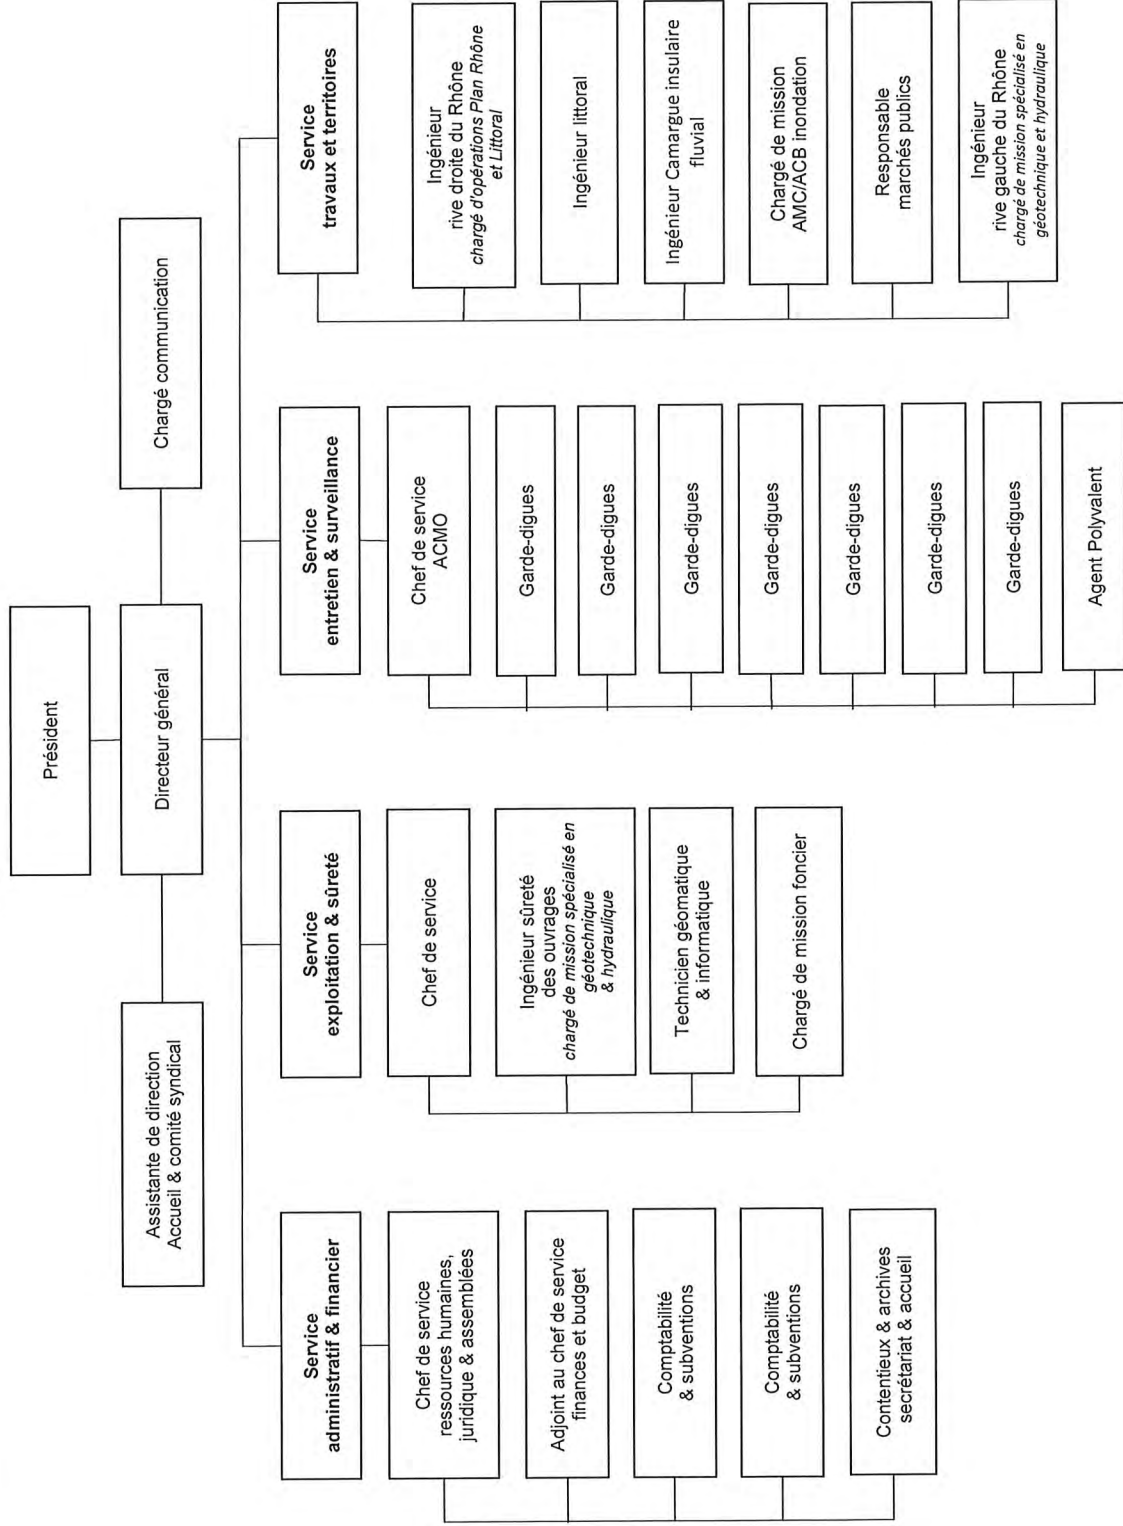 Président
Assistante de direction
Accueil & comité syndical
Directeur général
Chargé communication
Service
administratif & financier
Chef de service
ressources humaines,
juridique & assemblées
Adjoint au chef de service
finances et budget
Comptabilité
& subventions
Comptabilité
& subventions
Contentieux & archives
secrétariat & accueil
Service
exploitation & sûreté
Chef de service
Ingénieur sûreté
des ouvrages
chargé de mission spécialisé en
géotechnique
& hydraulique
Technicien géomatique
& informatique
Chargé de mission foncier
Service
entretien & surveillance
Chef de service
ACMO
Garde-digues
Garde-digues
Garde-digues
Garde-digues
Garde-digues
Garde-digues
Garde-digues
Agent Polyvalent
Service
travaux et territoires
Ingénieur
rive droite du Rhône
chargé d'opérations Plan Rhône
et Littoral
Ingénieur littoral
Ingénieur Camargue insulaire
fluvial
Chargé de mission
AMC/ACB inondation
Responsable
marchés publics
Ingénieur
rive gauche du Rhône
chargé de mission spécialisé en
géotechnique et hydraulique